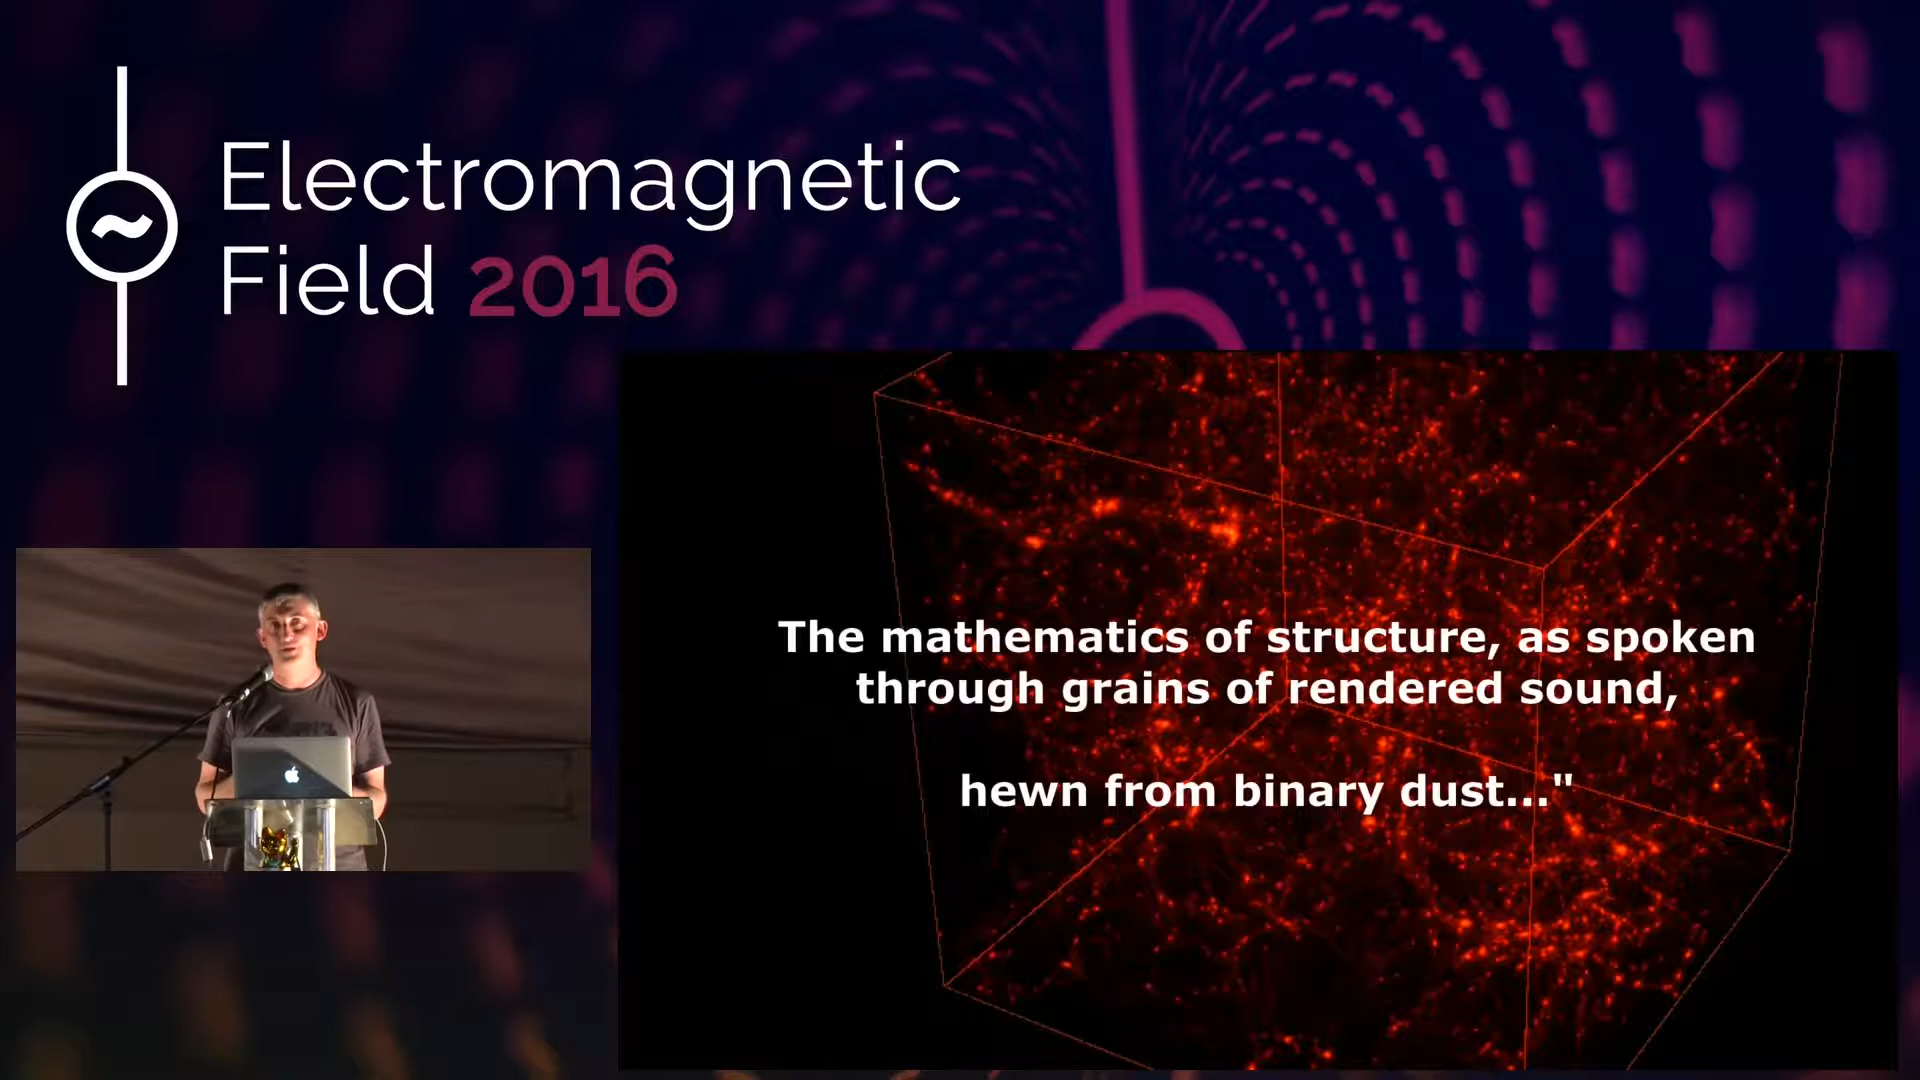 Electromagnetic
Field 2016
The mathematics of structure, as spoken
through grains of rendered sound,
hewn from binary dust..."